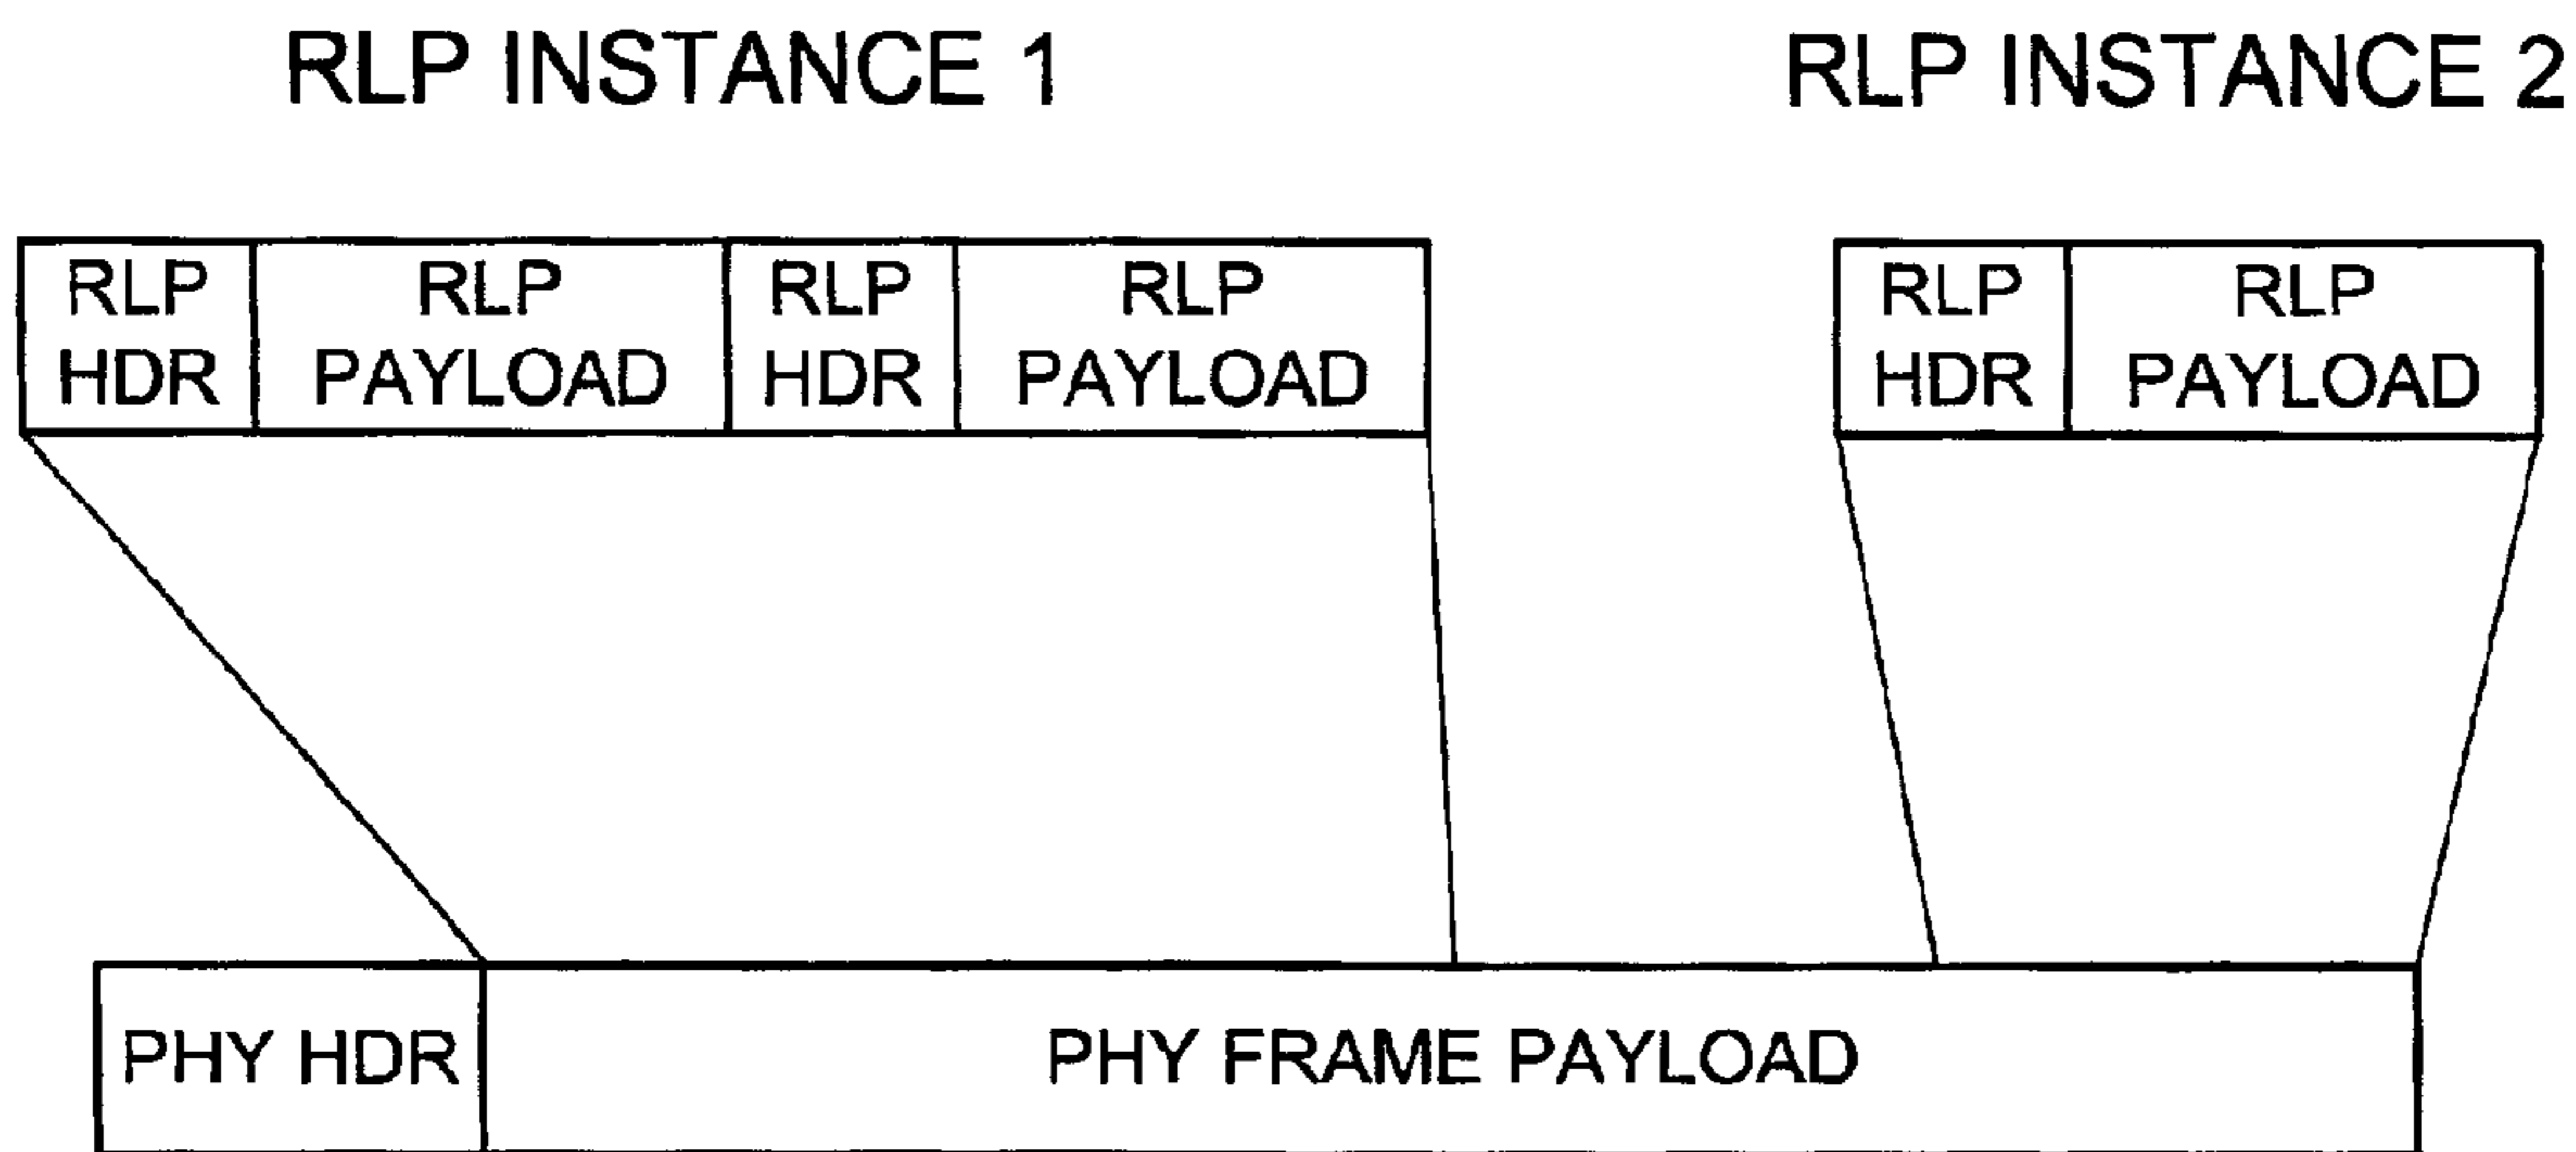 RLP INSTANCE 1
RLP INSTANCE 2
RLP
HDR
RLP
PAYLOAD
RLP
HDR
RLP
PAYLOAD
RLP
HDR
RLP
PAYLOAD
PHY HDR
PHY FRAME PAYLOAD